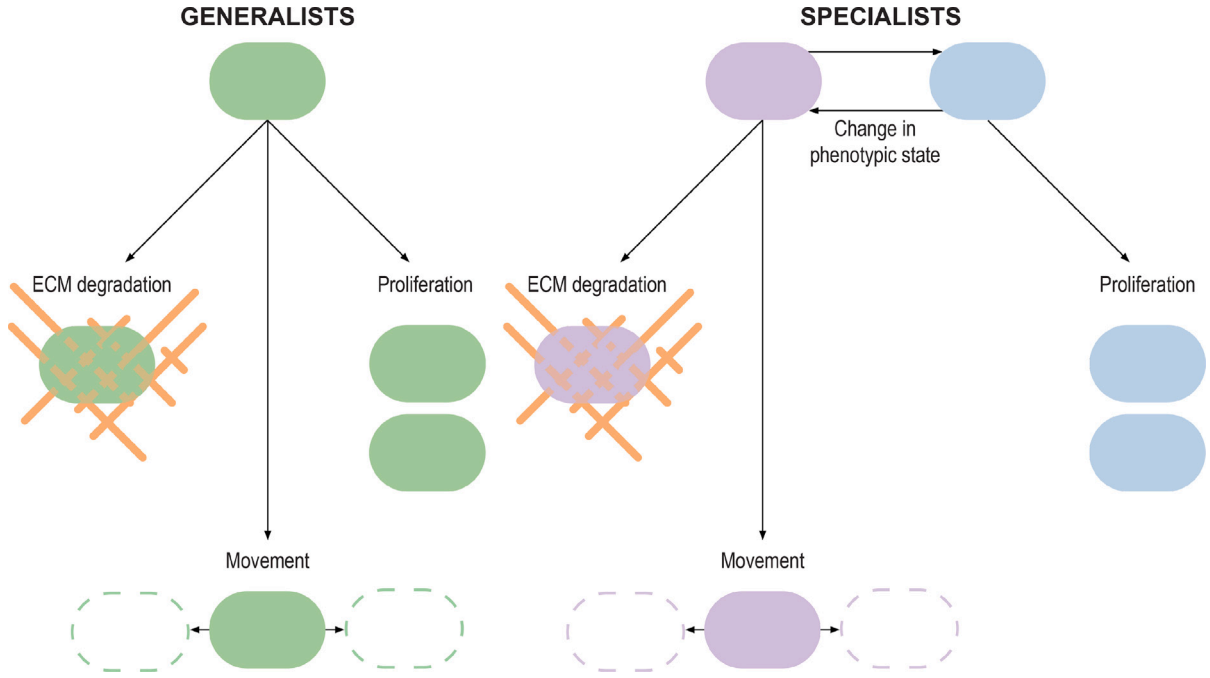 GENERALISTS
SPECIALISTS
Change in
phenotypic state
ECM degradation
Proliferation
ECM degradation
Proliferation
Movement
Movement